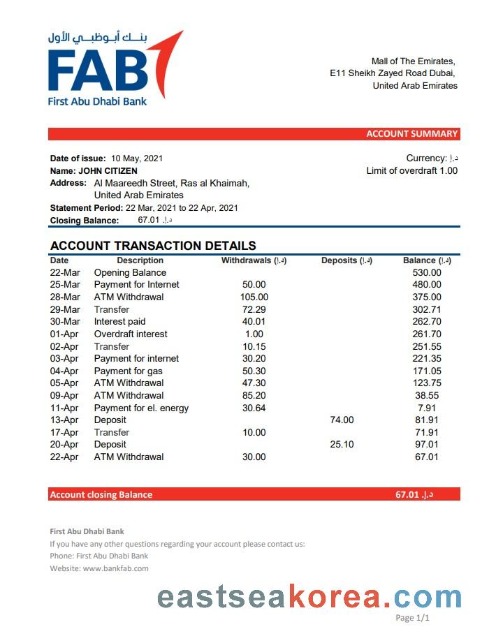 بنـــك أبـوظـبـــي الأول
FAB
First Abu Dhabi Bank
Mall of The Emirates,
E11 Sheikh Zayed Road Dubai,
United Arab Emirates
ACCOUNT SUMMARY
Date of issue: 10 May, 2021
Currency: د.إ
Name: JOHN CITIZEN
Limit of overdraft 1.00
Address: Al Maareedh Street, Ras al Khaimah,
United Arab Emirates
Statement Period: 22 Mar, 2021 to 22 Apr, 2021
Closing Balance: 67.01 د.إ.
ACCOUNT TRANSACTION DETAILS
Date Description Withdrawals (د.إ) Deposits (د.إ) Balance (د.إ)
22-Mar Opening Balance 530.00
25-Mar Payment for Internet 50.00 480.00
28-Mar ATM Withdrawal 105.00 375.00
29-Mar Transfer 72.29 302.71
30-Mar Interest paid 40.01 262.70
01-Apr Overdraft interest 1.00 261.70
02-Apr Transfer 10.15 251.55
03-Apr Payment for internet 30.20 221.35
04-Apr Payment for gas 50.30 171.05
05-Apr ATM Withdrawal 47.30 123.75
09-Apr ATM Withdrawal 85.20 38.55
11-Apr Payment for el. energy 30.64 7.91
13-Apr Deposit 74.00 81.91
17-Apr Transfer 10.00 71.91
20-Apr Deposit 25.10 97.01
22-Apr ATM Withdrawal 30.00 67.01
Account closing Balance 67.01 د.إ.
First Abu Dhabi Bank
If you have any other questions regarding your account please contact us:
Phone: First Abu Dhabi Bank
Website: www.bankfab.com
eastseakorea.com
Page 1/1